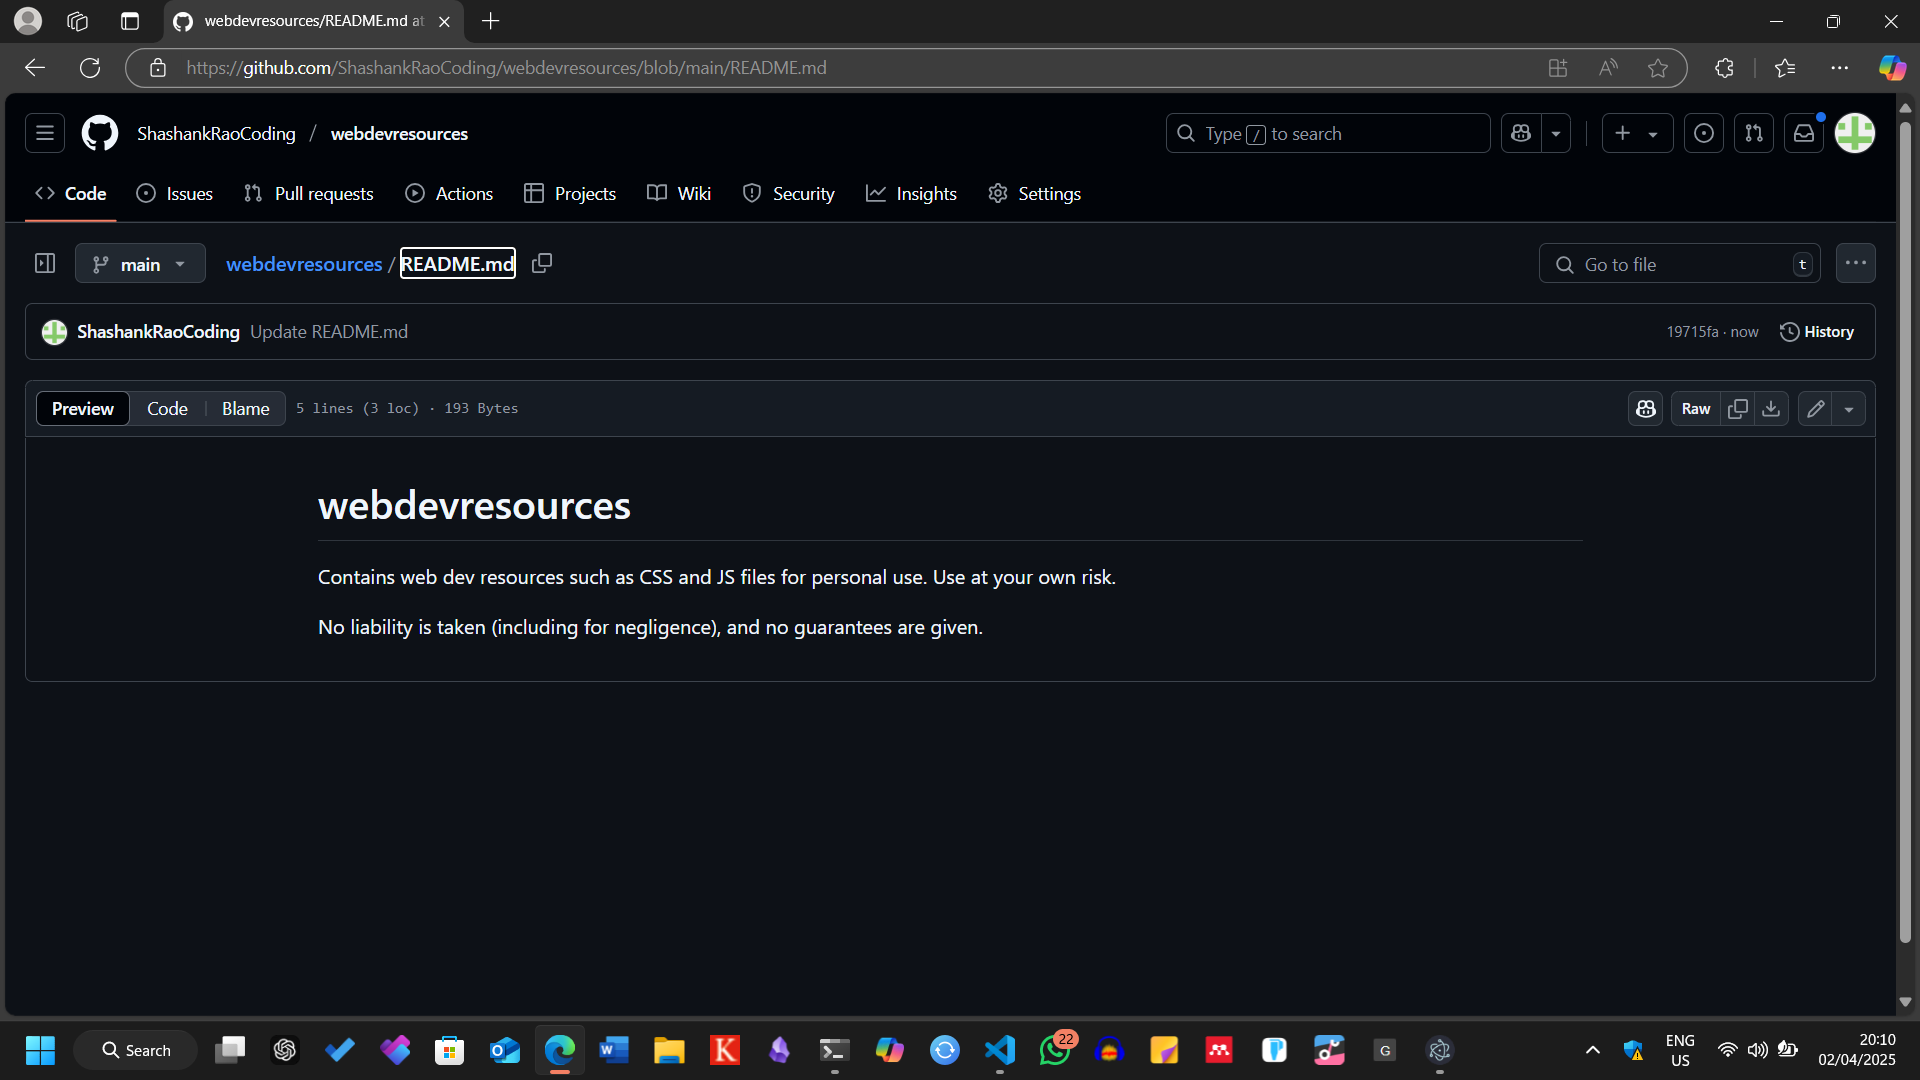 webdevresources/README.md at
https://github.com/ShashankRaoCoding/webdevresources/blob/main/README.md
ShashankRaoCoding / webdevresources
Type / to search
Code Issues Pull requests Actions Projects Wiki Security Insights Settings
main webdevresources / README.md Go to file t
ShashankRaoCoding Update README.md 19715fa · now History
Preview Code Blame 5 lines (3 loc) · 193 Bytes Raw
webdevresources
Contains web dev resources such as CSS and JS files for personal use. Use at your own risk.
No liability is taken (including for negligence), and no guarantees are given.
Search 22 G ENG 20:10
US 02/04/2025